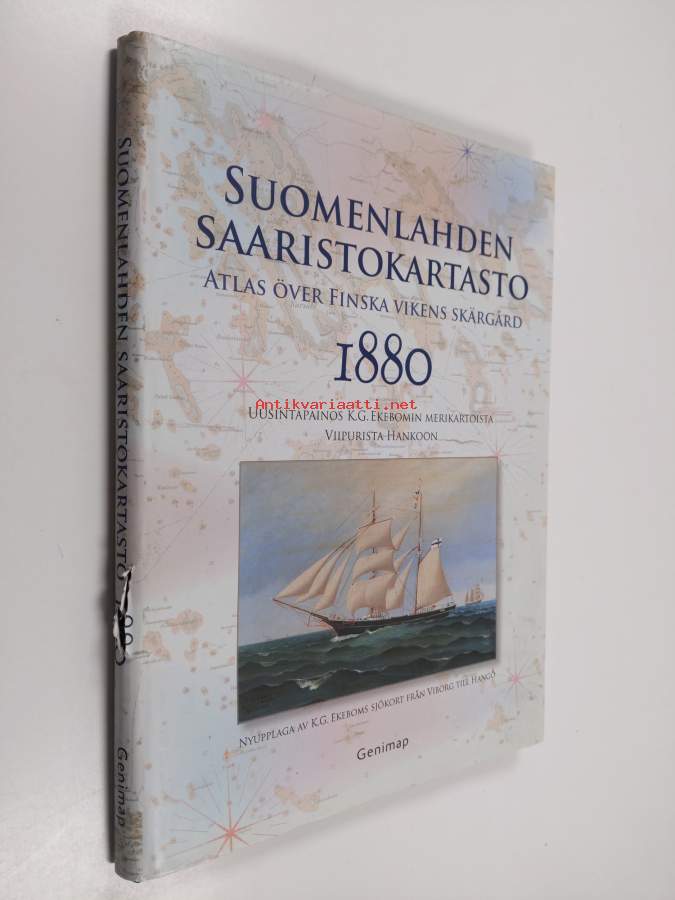 SUOMENLAHDEN
SAARISTOKARTASTO
ATLAS ÖVER FINSKA VIKENS SKÄRGÅRD
1880
Antikvariaatti.net
UUSINTAPAINOS K.G. EKEBOMIN MERIKARTOISTA
VIIPURISTA HANKOON
NYUPPLAGA AV K.G. EKEBOMS SJÖKORT FRÅN VIBORG TILL HANGÖ
Genimap
SUOMENLAHDEN SAARISTOKARTASTO
Genimap